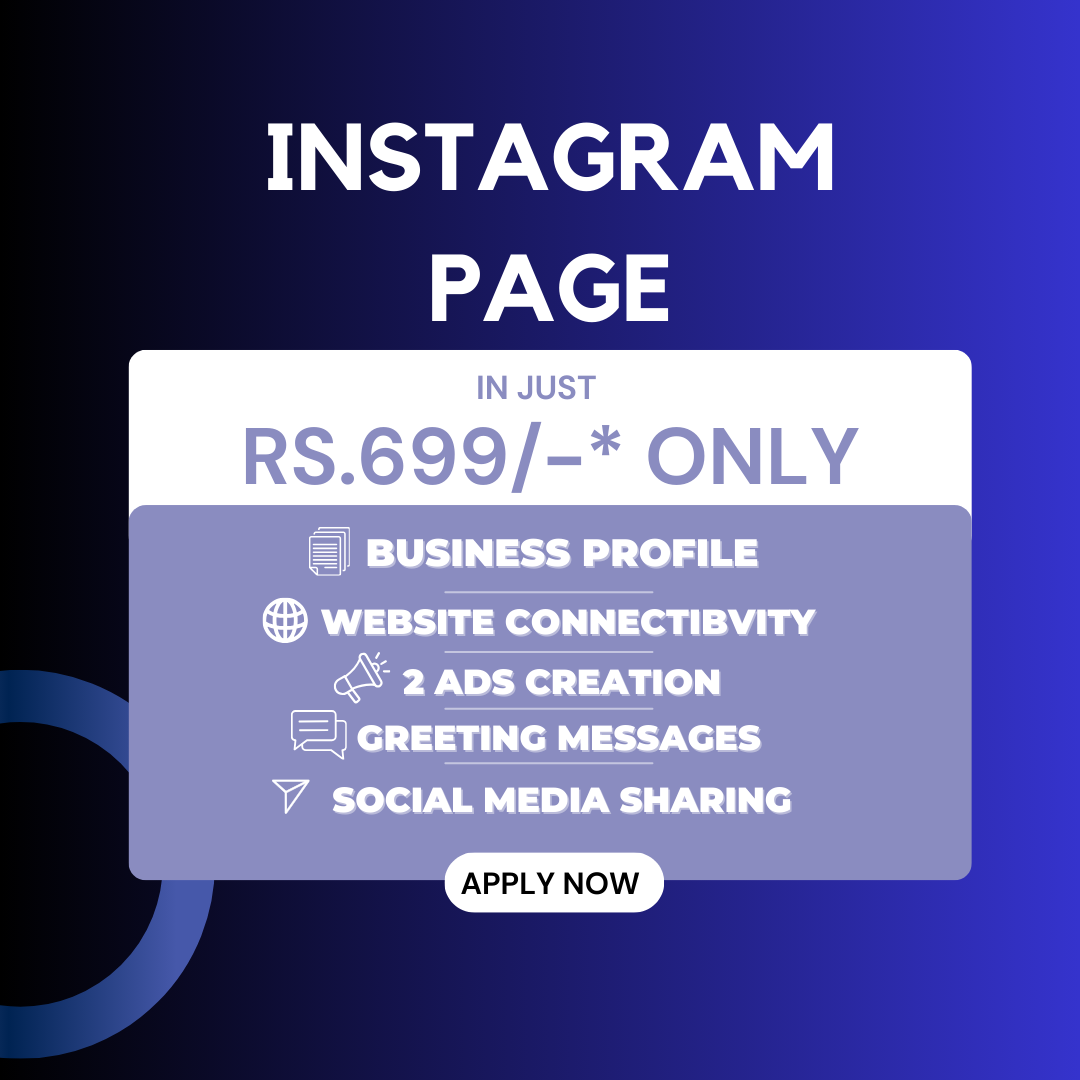 INSTAGRAM
PAGE
IN JUST
RS.699/-* ONLY
BUSINESS PROFILE
WEBSITE CONNECTIBVITY
2 ADS CREATION
GREETING MESSAGES
SOCIAL MEDIA SHARING
APPLY NOW